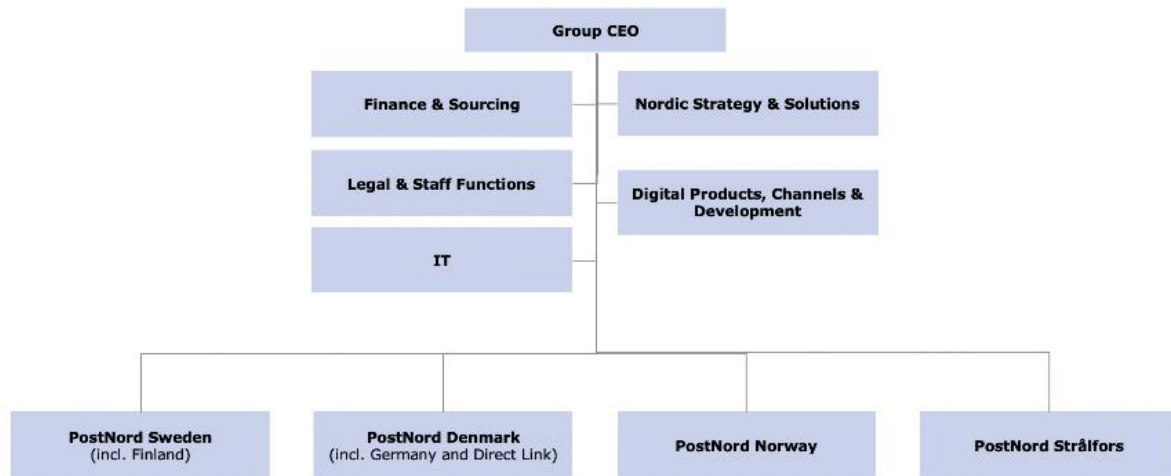 Group CEO
Finance & Sourcing
Nordic Strategy & Solutions
Legal & Staff Functions
Digital Products, Channels &
Development
IT
PostNord Sweden
(incl. Finland)
PostNord Denmark
(incl. Germany and Direct Link)
PostNord Norway
PostNord Strålfors